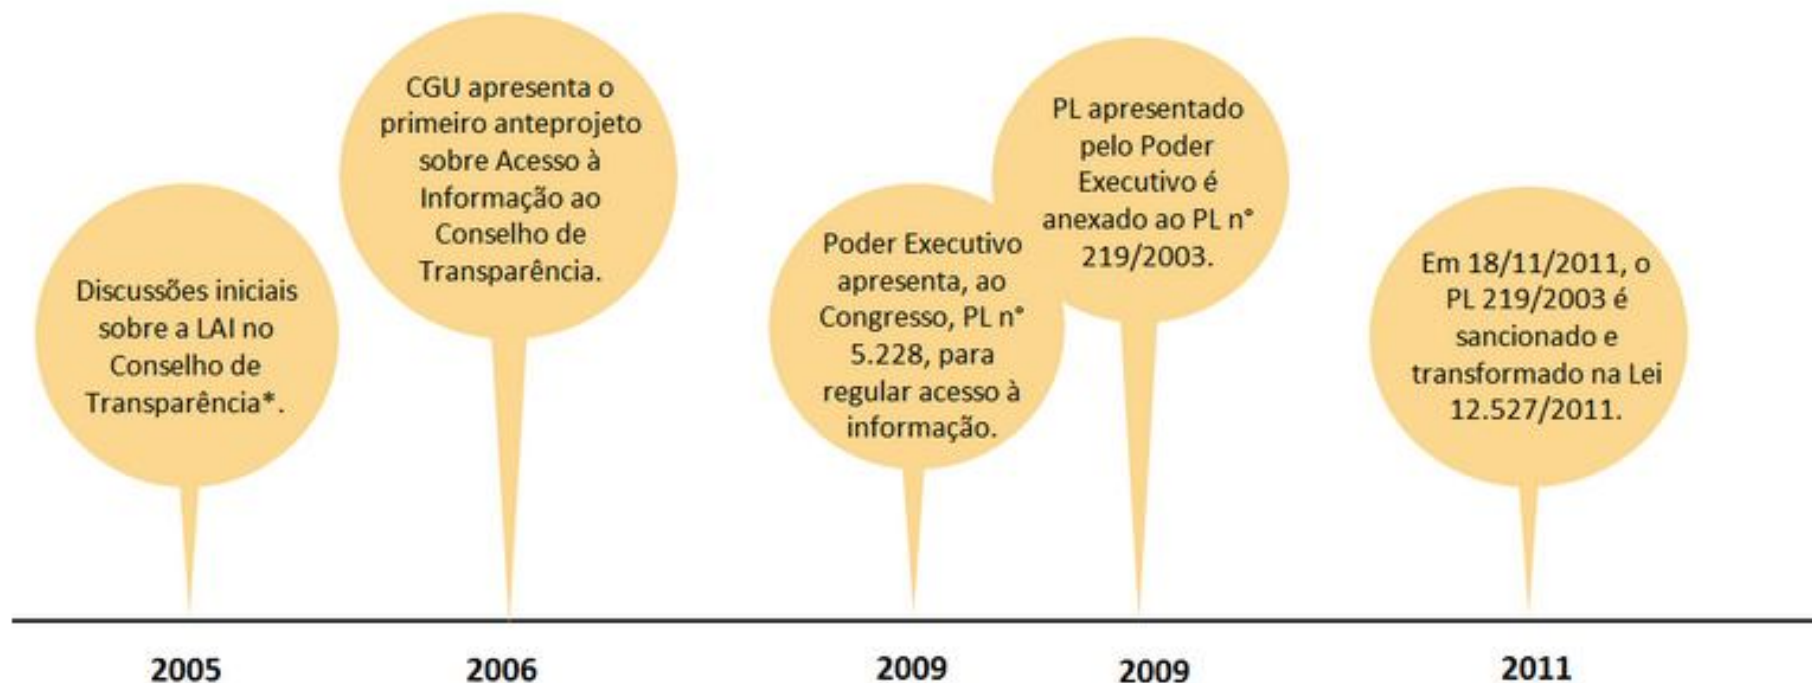 Discussões iniciais
sobre a LAI no
Conselho de
Transparência*.
CGU apresenta o
primeiro anteprojeto
sobre Acesso à
Informação ao
Conselho de
Transparência.
Poder Executivo
apresenta, ao
Congresso, PL n°
5.228, para
regular acesso à
informação.
PL apresentado
pelo Poder
Executivo é
anexado ao PL n°
219/2003.
Em 18/11/2011, o
PL 219/2003 é
sancionado e
transformado na Lei
12.527/2011.
2005
2006
2009
2009
2011